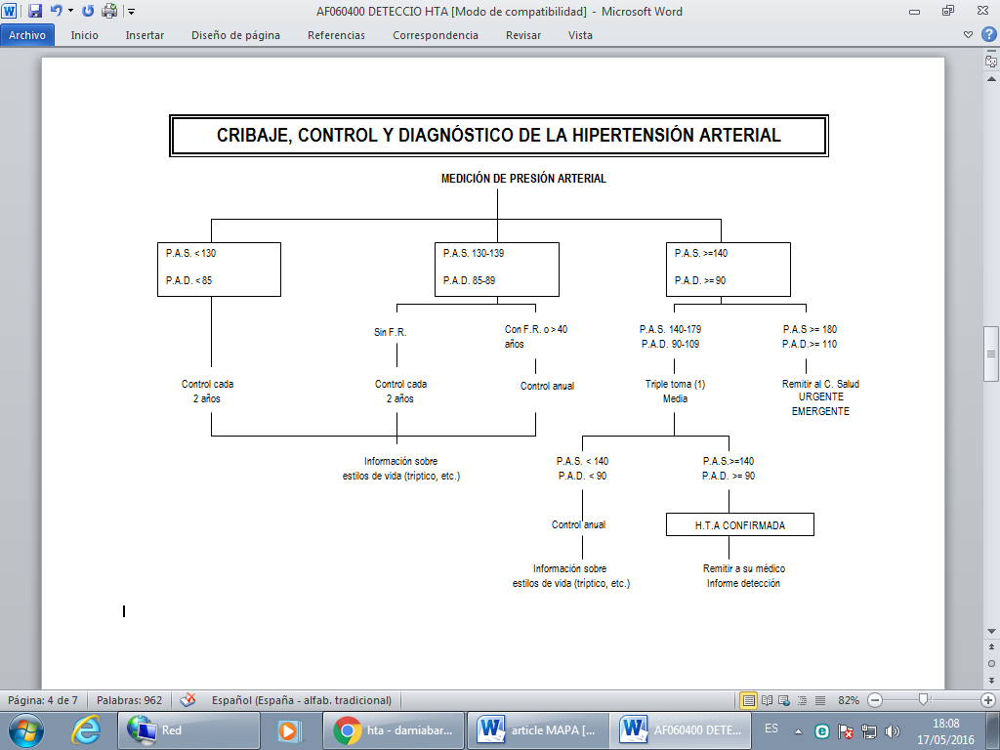 AF060400 DETECCIO HTA [Modo de compatibilidad] - Microsoft Word
Archivo
Inicio
Insertar
Diseño de página
Referencias
Correspondencia
Revisar
Vista
CRIBAJE, CONTROL Y DIAGNÓSTICO DE LA HIPERTENSIÓN ARTERIAL
MEDICIÓN DE PRESIÓN ARTERIAL
P.A.S. < 130
P.A.D. < 85
P.A.S. 130-139
P.A.D. 85-89
P.A.S. >=140
P.A.D. >= 90
Sin F.R.
Con F.R. o > 40
años
P.A.S. 140-179
P.A.D. 90-109
P.A.S >= 180
P.A.D.>= 110
Control cada
2 años
Control cada
2 años
Control anual
Triple toma (1)
Media
Remitir al C. Salud
URGENTE
EMERGENTE
Información sobre
estilos de vida (tríptico, etc.)
P.A.S. < 140
P.A.D. < 90
P.A.S.>=140
P.A.D. >= 90
Control anual
H.T.A CONFIRMADA
Información sobre
estilos de vida (tríptico, etc.)
Remitir a su médico
Informe detección
Página: 4 de 7
Palabras: 962
Español (España - alfab. tradicional)
82%
Red
hta - damiabar...
article MAPA [...
AF060400 DETE...
ES
18:08
17/05/2016